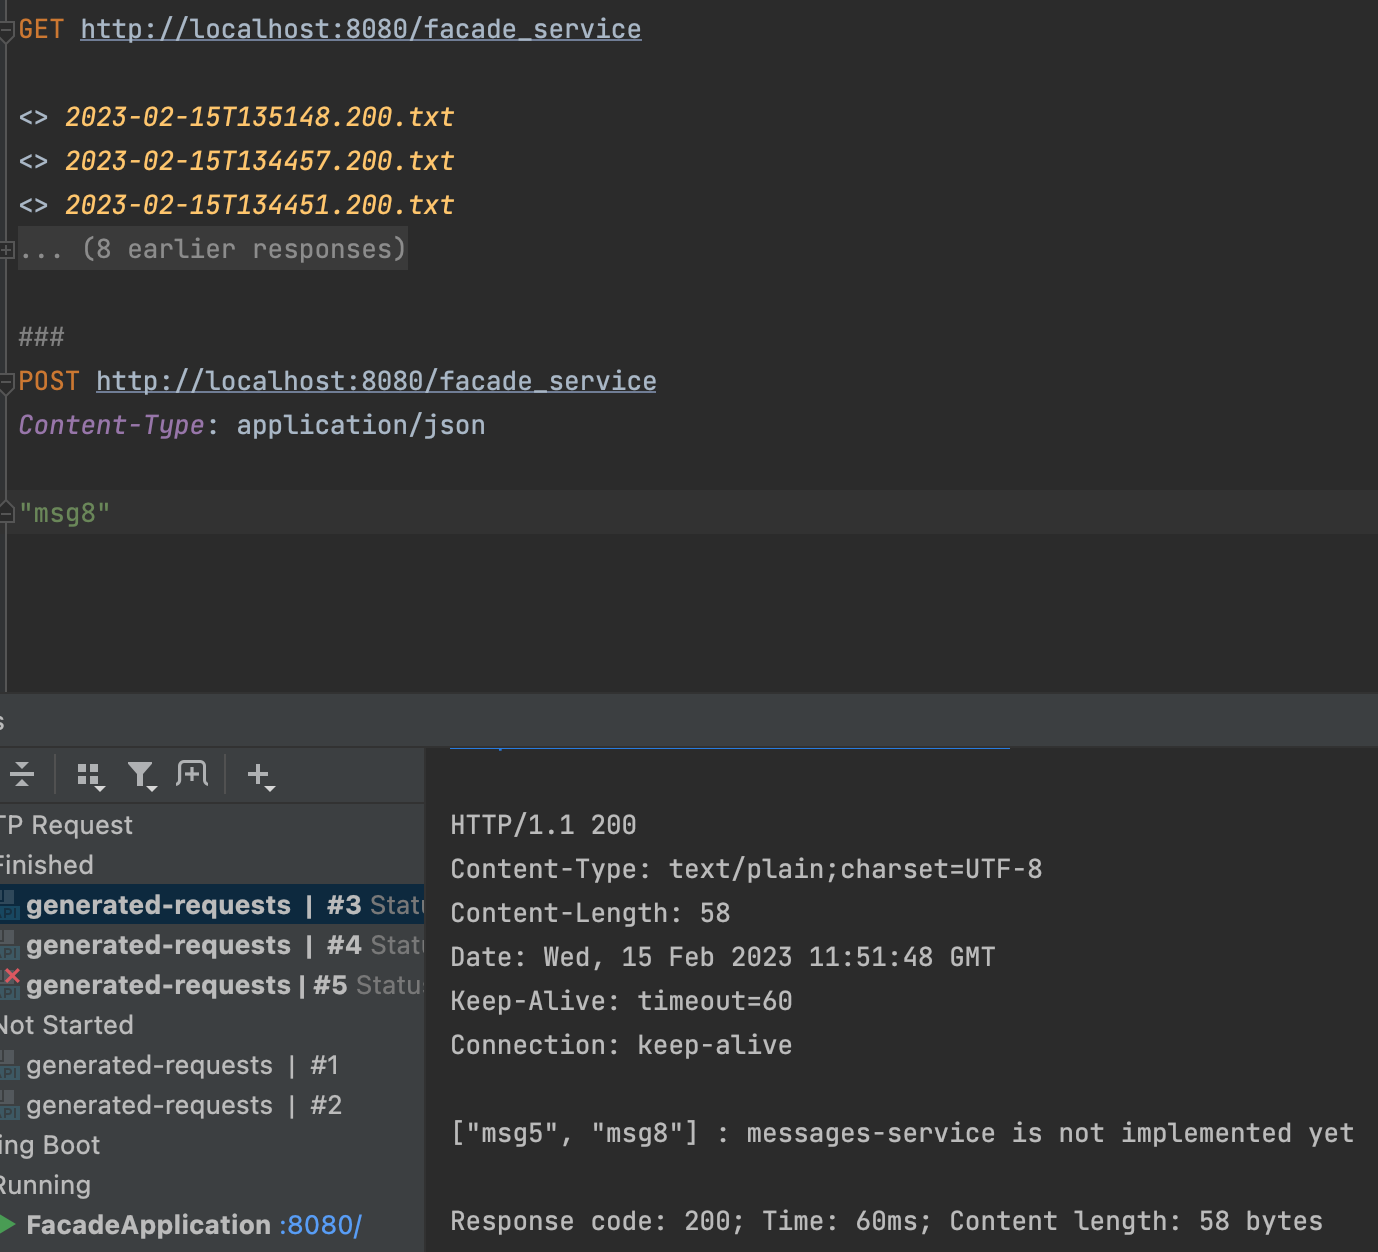 GET http://localhost:8080/facade_service
<> 2023-02-15T135148.200.txt
<> 2023-02-15T134457.200.txt
<> 2023-02-15T134451.200.txt
... (8 earlier responses)
###
POST http://localhost:8080/facade_service
Content-Type: application/json
"msg8"
s
TP Request
Finished
generated-requests | #3 Statu
generated-requests | #4 Statu
generated-requests | #5 Status
Not Started
generated-requests | #1
generated-requests | #2
ing Boot
Running
FacadeApplication :8080/
HTTP/1.1 200
Content-Type: text/plain;charset=UTF-8
Content-Length: 58
Date: Wed, 15 Feb 2023 11:51:48 GMT
Keep-Alive: timeout=60
Connection: keep-alive
["msg5", "msg8"] : messages-service is not implemented yet
Response code: 200; Time: 60ms; Content length: 58 bytes